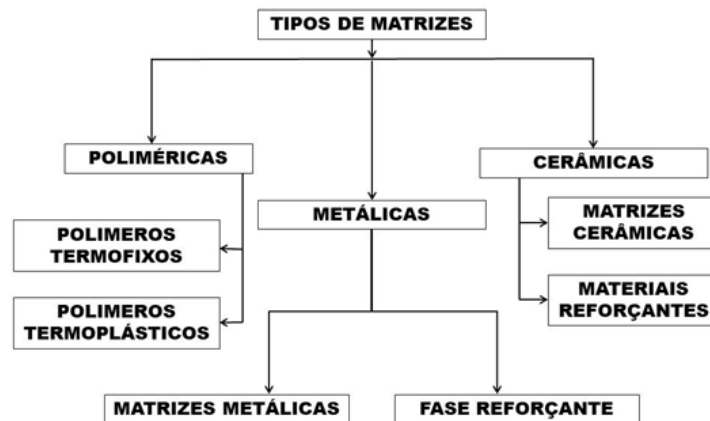 TIPOS DE MATRIZES
POLIMÉRICAS
CERÂMICAS
METÁLICAS
MATRIZES
CERÂMICAS
POLIMEROS
TERMOFIXOS
MATERIAIS
REFORÇANTES
POLIMEROS
TERMOPLÁSTICOS
MATRIZES METÁLICAS
FASE REFORÇANTE